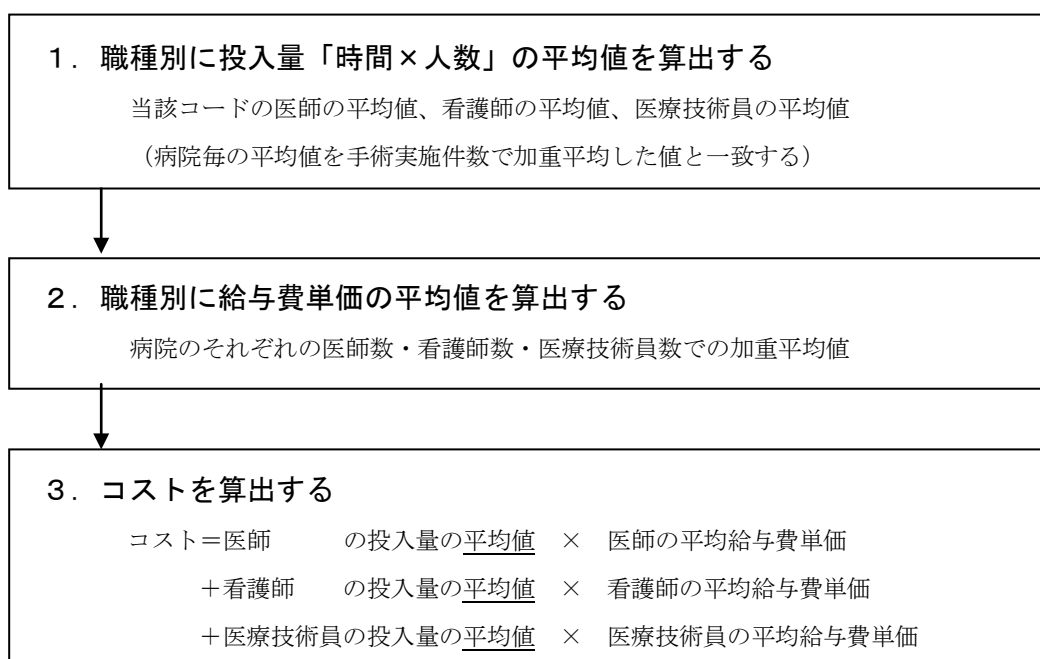 １．職種別に投入量「時間×人数」の平均値を算出する
当該コードの医師の平均値、看護師の平均値、医療技術員の平均値
（病院毎の平均値を手術実施件数で加重平均した値と一致する）
２．職種別に給与費単価の平均値を算出する
病院のそれぞれの医師数・看護師数・医療技術員数での加重平均値
３．コストを算出する
コスト＝医師　　　の投入量の平均値　×　医師の平均給与費単価
＋看護師　　の投入量の平均値　×　看護師の平均給与費単価
＋医療技術員の投入量の平均値　×　医療技術員の平均給与費単価